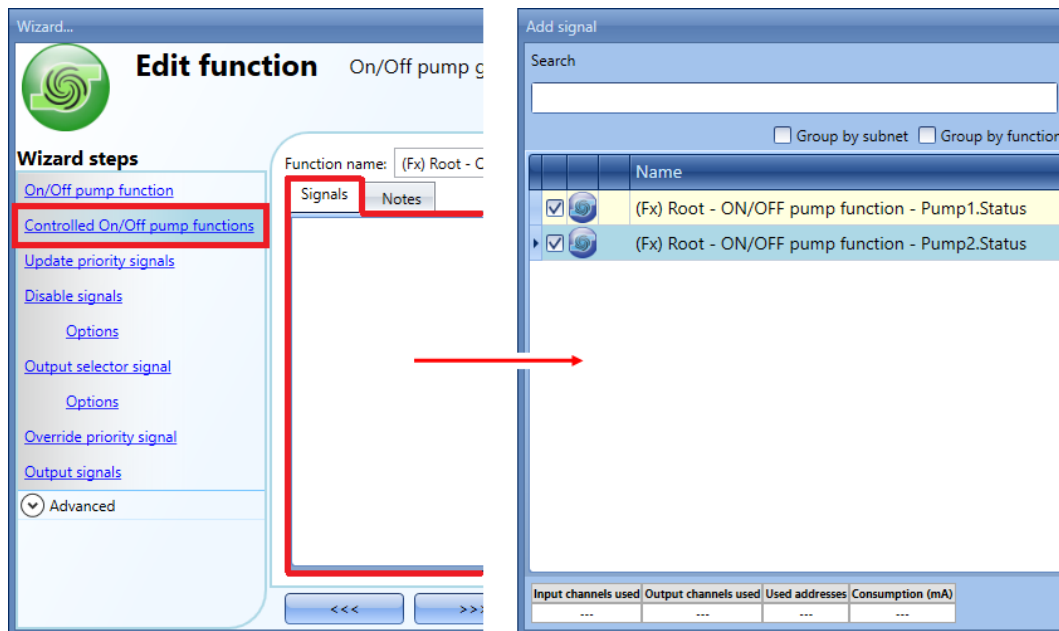 Wizard...
Edit function On/Off pump g
Wizard steps
On/Off pump function
Controlled On/Off pump functions
Update priority signals
Disable signals
Options
Output selector signal
Options
Override priority signal
Output signals
Advanced
Function name: (Fx) Root - C
Signals Notes
<<< >>>
Add signal
Search
Group by subnet Group by function
Name
(Fx) Root - ON/OFF pump function - Pump1.Status
(Fx) Root - ON/OFF pump function - Pump2.Status
Input channels used Output channels used Used addresses Consumption (mA)
--- --- --- ---